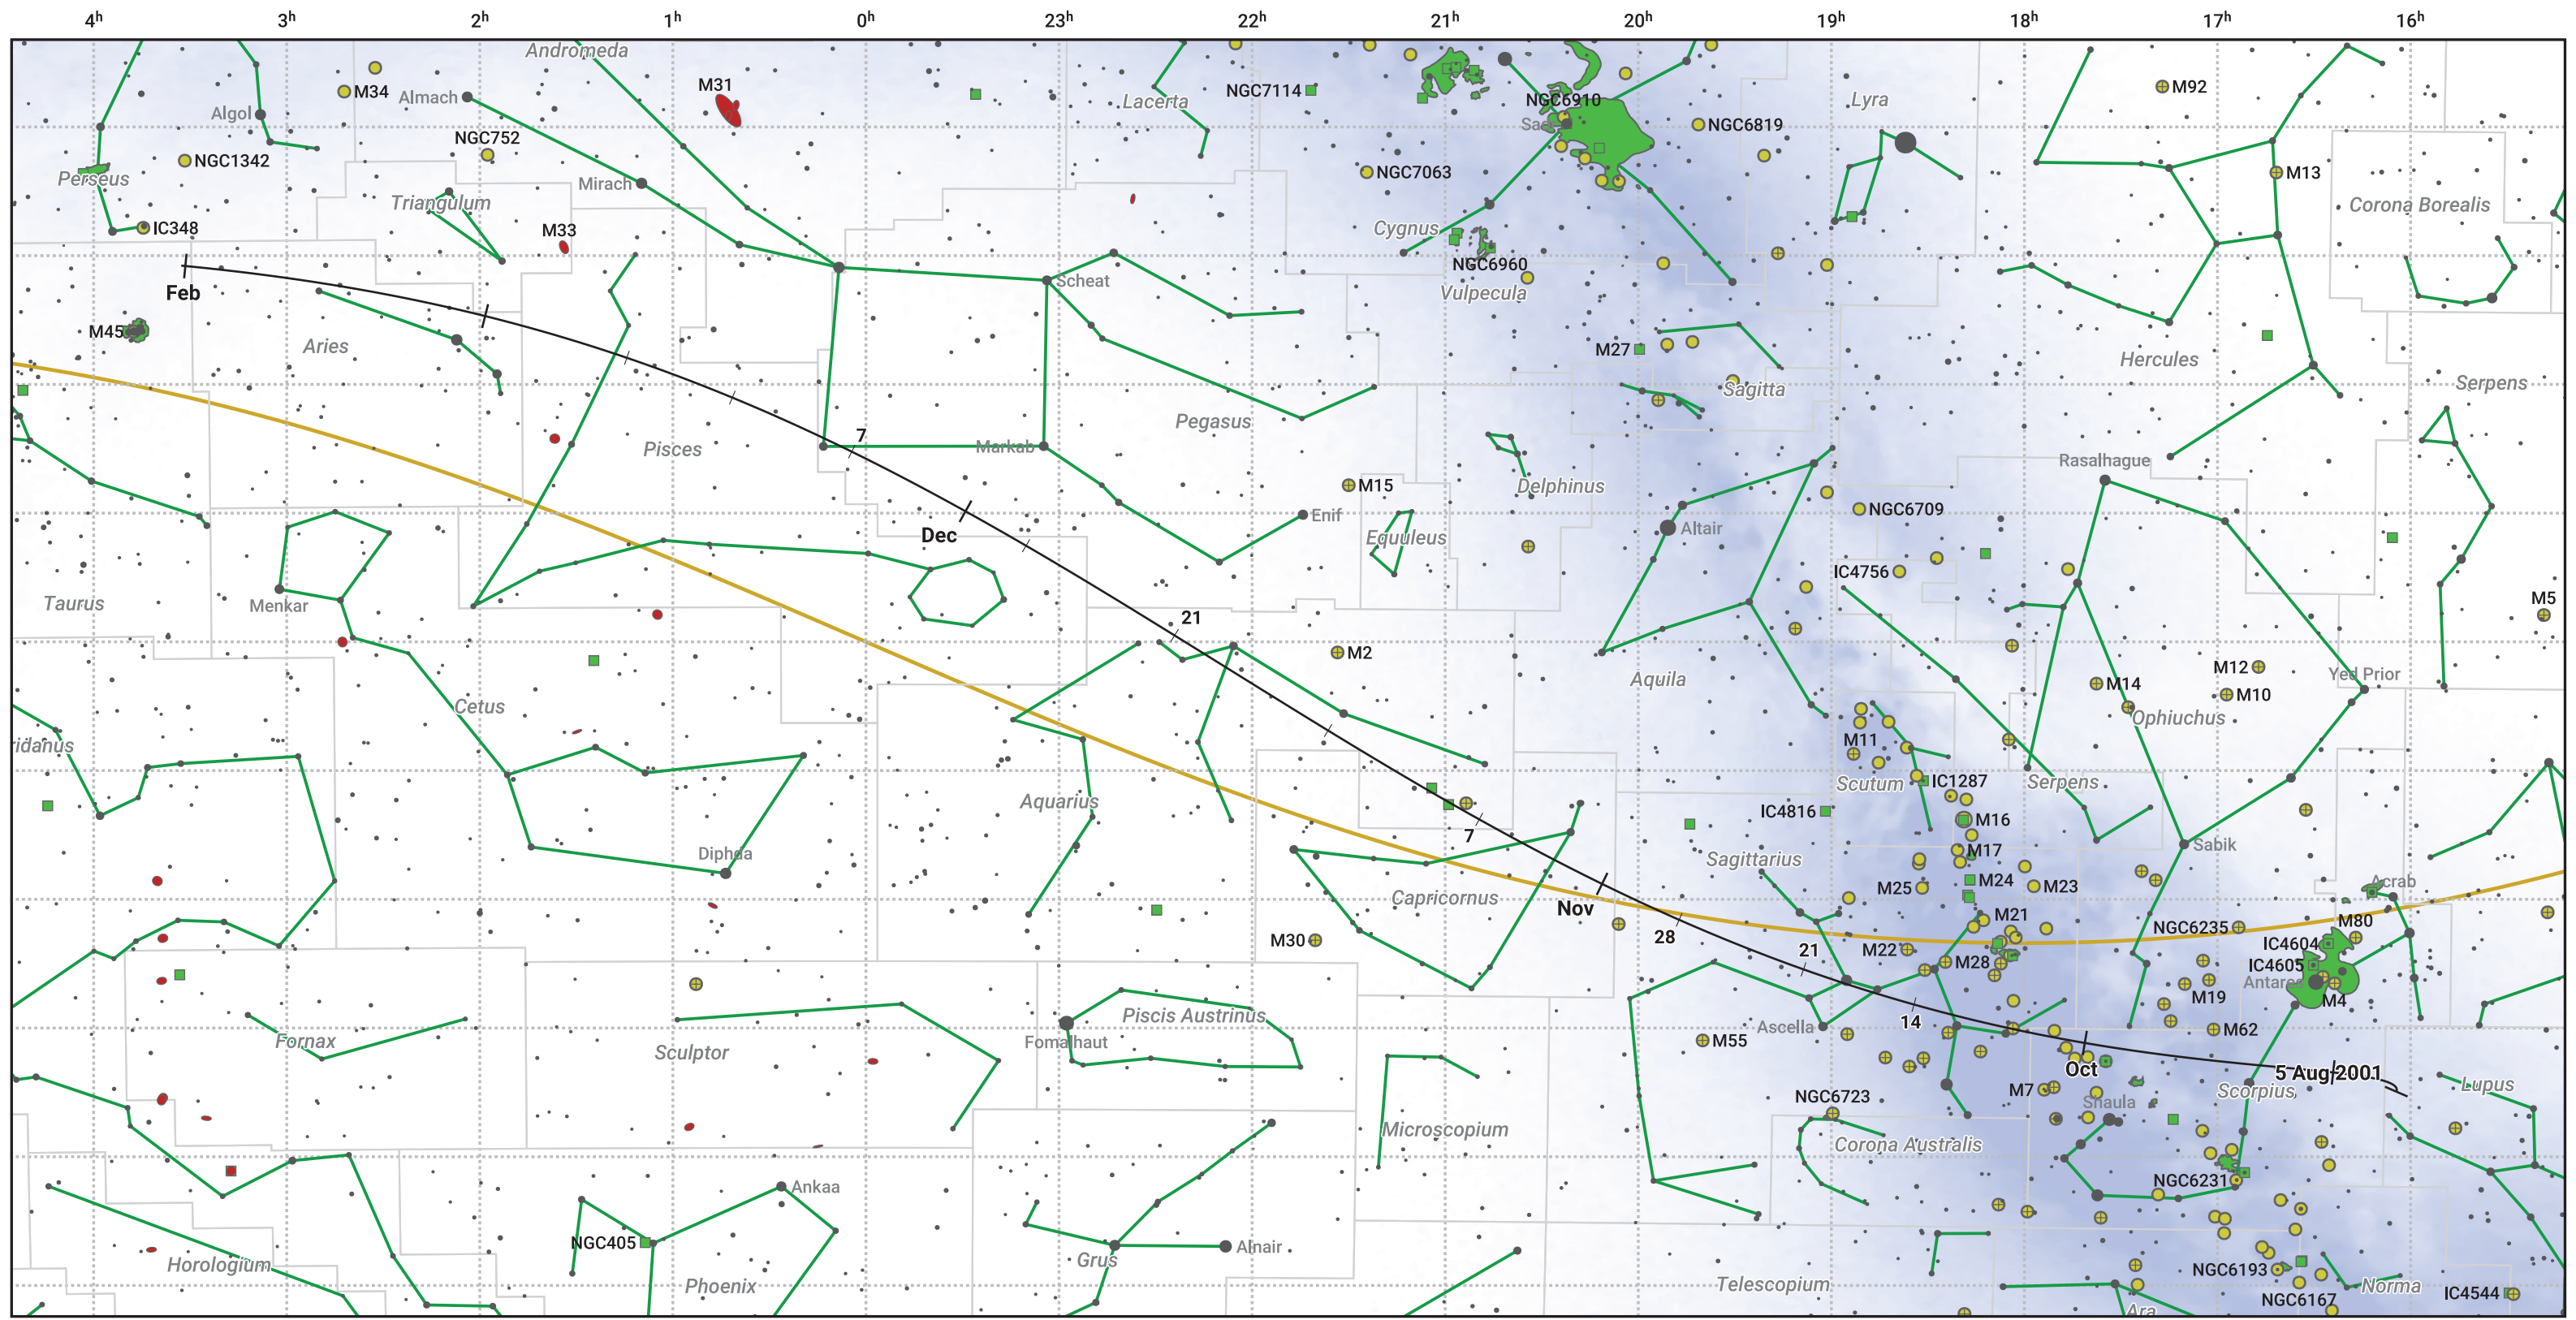 4h 3h 2h 1h 0h 23h 22h 21h 20h 19h 18h 17h 16h
Andromeda
M34
Algol
Almach
M31
Lacerta
NGC7114
NGC6910
NGC6819
Lyra
M92
NGC1342
NGC752
Mirach
NGC7063
M13
Perseus
Triangulum
Corona Borealis
IC348
M33
Cygnus
NGC6960
Vulpecula
Feb
Scheat
M45
Aries
M27
Hercules
Sagitta
Serpens
Pisces
Pegasus
7
Markab
Rasalhague
M15
Delphinus
NGC6709
Enif
Altair
Dec
Equuleus
IC4756
Taurus
Menkar
21
M5
M2
M12
Yed Prior
Aquila
M14
M10
Cetus
Ophiuchus
ridanus
M11
Scutum
IC1287
Serpens
Aquarius
IC4816
M16
7
Sabik
Diphda
Sagittarius
M17
M24
M25
M23
Acrab
Capricornus
Nov
M21
M80
28
NGC6235
M30
21
M22
M28
IC4604
IC4605
Antares
M19
M4
Piscis Austrinus
14
Fornax
Sculptor
Fomalhaut
M55
Ascella
M62
Oct
5 Aug 2001
M7
Scorpius
Lupus
NGC6723
Shaula
Microscopium
Corona Australis
NGC6231
Ankaa
NGC405
Alnair
Horologium
Grus
Phoenix
Telescopium
NGC6193
Norma
NGC6167
IC4544
Ara